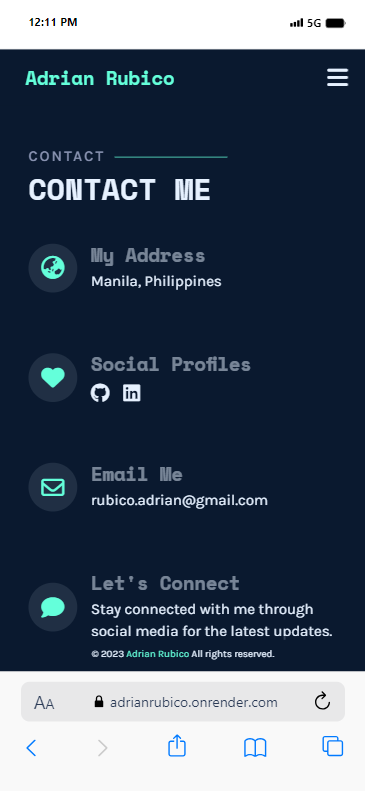 12:11 PM
5G
Adrian Rubico
CONTACT
CONTACT ME
My Address
Manila, Philippines
Social Profiles
in
Email Me
rubico.adrian@gmail.com
Let's Connect
Stay connected with me through
social media for the latest updates.
© 2023 Adrian Rubico All rights reserved.
AA
adrianrubico.onrender.com